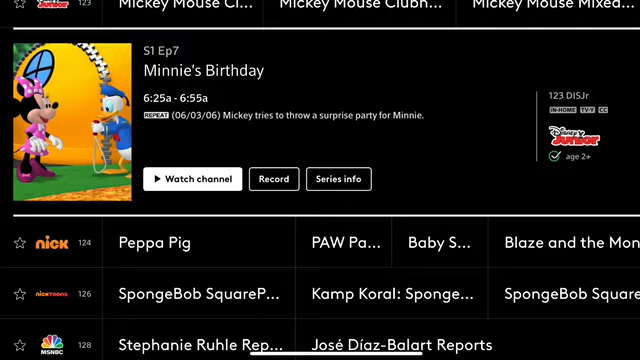 123
Mickey Mouse Cl...
Mickey Mouse Clubh...
Mickey Mouse Mixed...
S1 Ep7
Minnie's Birthday
6:25a - 6:55a
REPEAT (06/03/06) Mickey tries to throw a surprise party for Minnie.
123 DISJr
IN-HOME TV-Y CC
Disney Junior
age 2+
Watch channel
Record
Series info
nick 124 Peppa Pig PAW Pa... Baby S... Blaze and the Mon
nicktoons 126 SpongeBob SquareP... Kamp Koral: Sponge... SpongeBob Square
MSNBC 128 Stephanie Ruhle Rep... José Díaz-Balart Reports